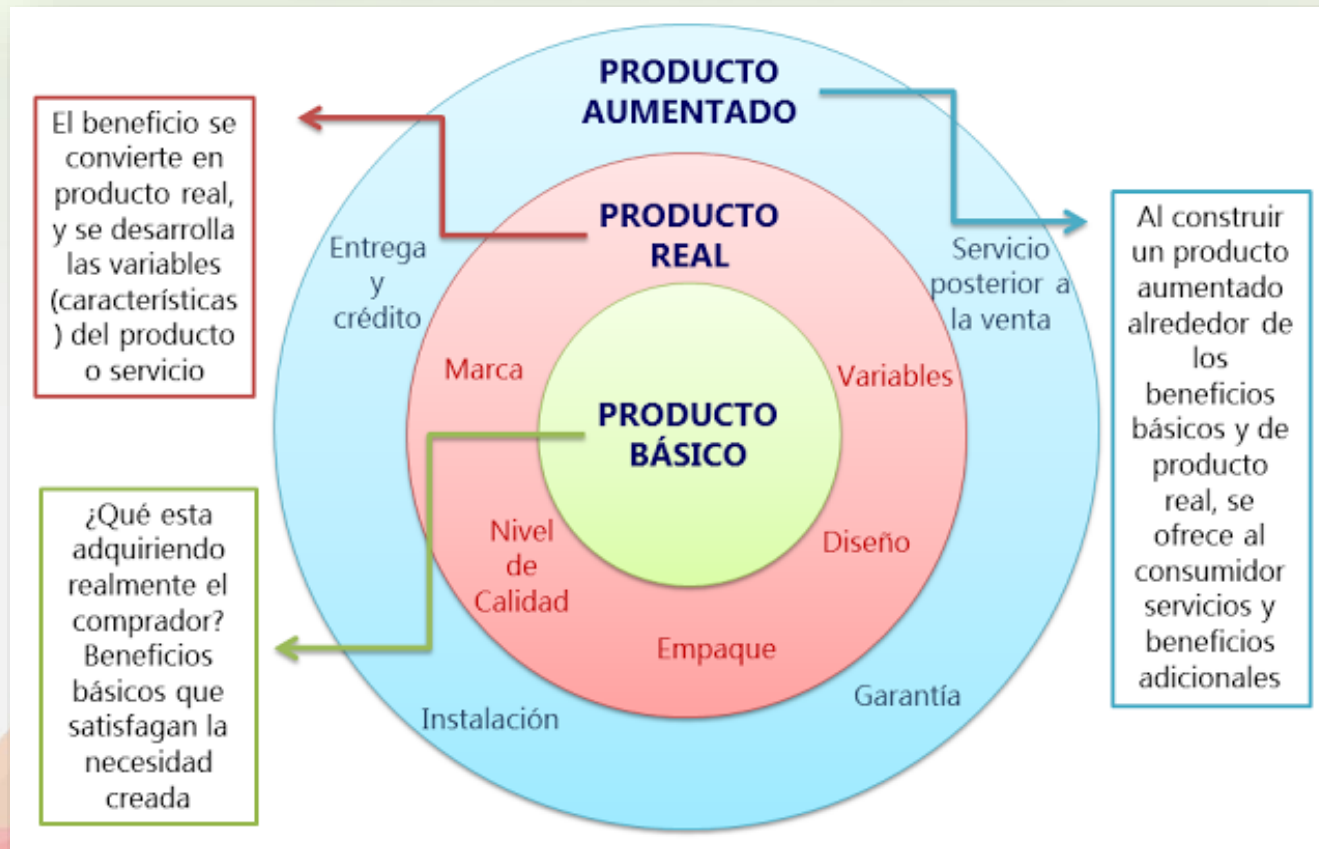 PRODUCTO
AUMENTADO
El beneficio se
convierte en
producto real,
y se desarrolla
las variables
(características
) del producto
o servicio
PRODUCTO
REAL
Entrega
y
crédito
Servicio
posterior a
la venta
Al construir
un producto
aumentado
alrededor de
los
beneficios
básicos y de
producto
real, se
ofrece al
consumidor
servicios y
beneficios
adicionales
Marca
Variables
PRODUCTO
BÁSICO
¿Qué esta
adquiriendo
realmente el
comprador?
Beneficios
básicos que
satisfagan la
necesidad
creada
Nivel
de
Calidad
Diseño
Empaque
Instalación
Garantía